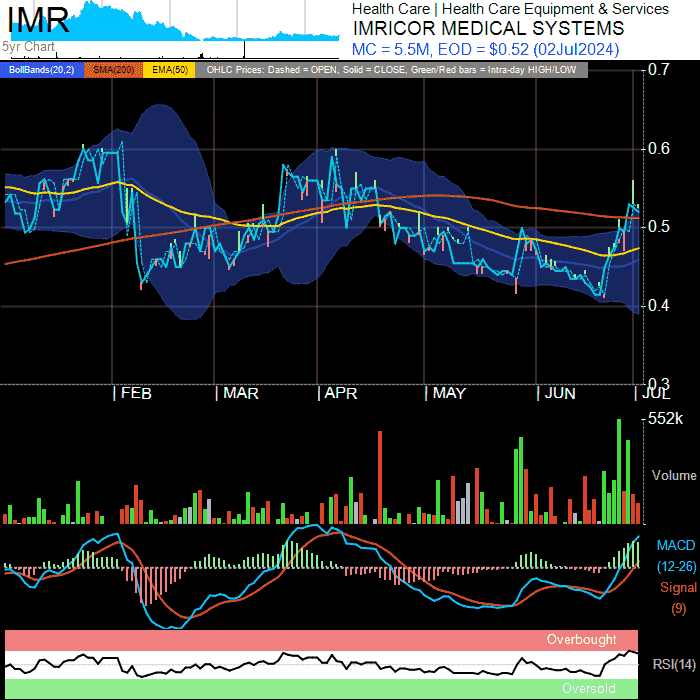 IMR
5yr Chart
Health Care | Health Care Equipment & Services
IMRICOR MEDICAL SYSTEMS
MC = 5.5M, EOD = $0.52 (02Jul2024)
BollBands(20,2) SMA(200) EMA(50) OHLC Prices: Dashed = OPEN, Solid = CLOSE, Green/Red bars = Intra-day HIGH/LOW
0.7
0.6
0.5
0.4
0.3
| FEB | MAR | APR | MAY | JUN | JUL
552k
Volume
MACD
(12-26)
Signal
(9)
Overbought
RSI(14)
Oversold